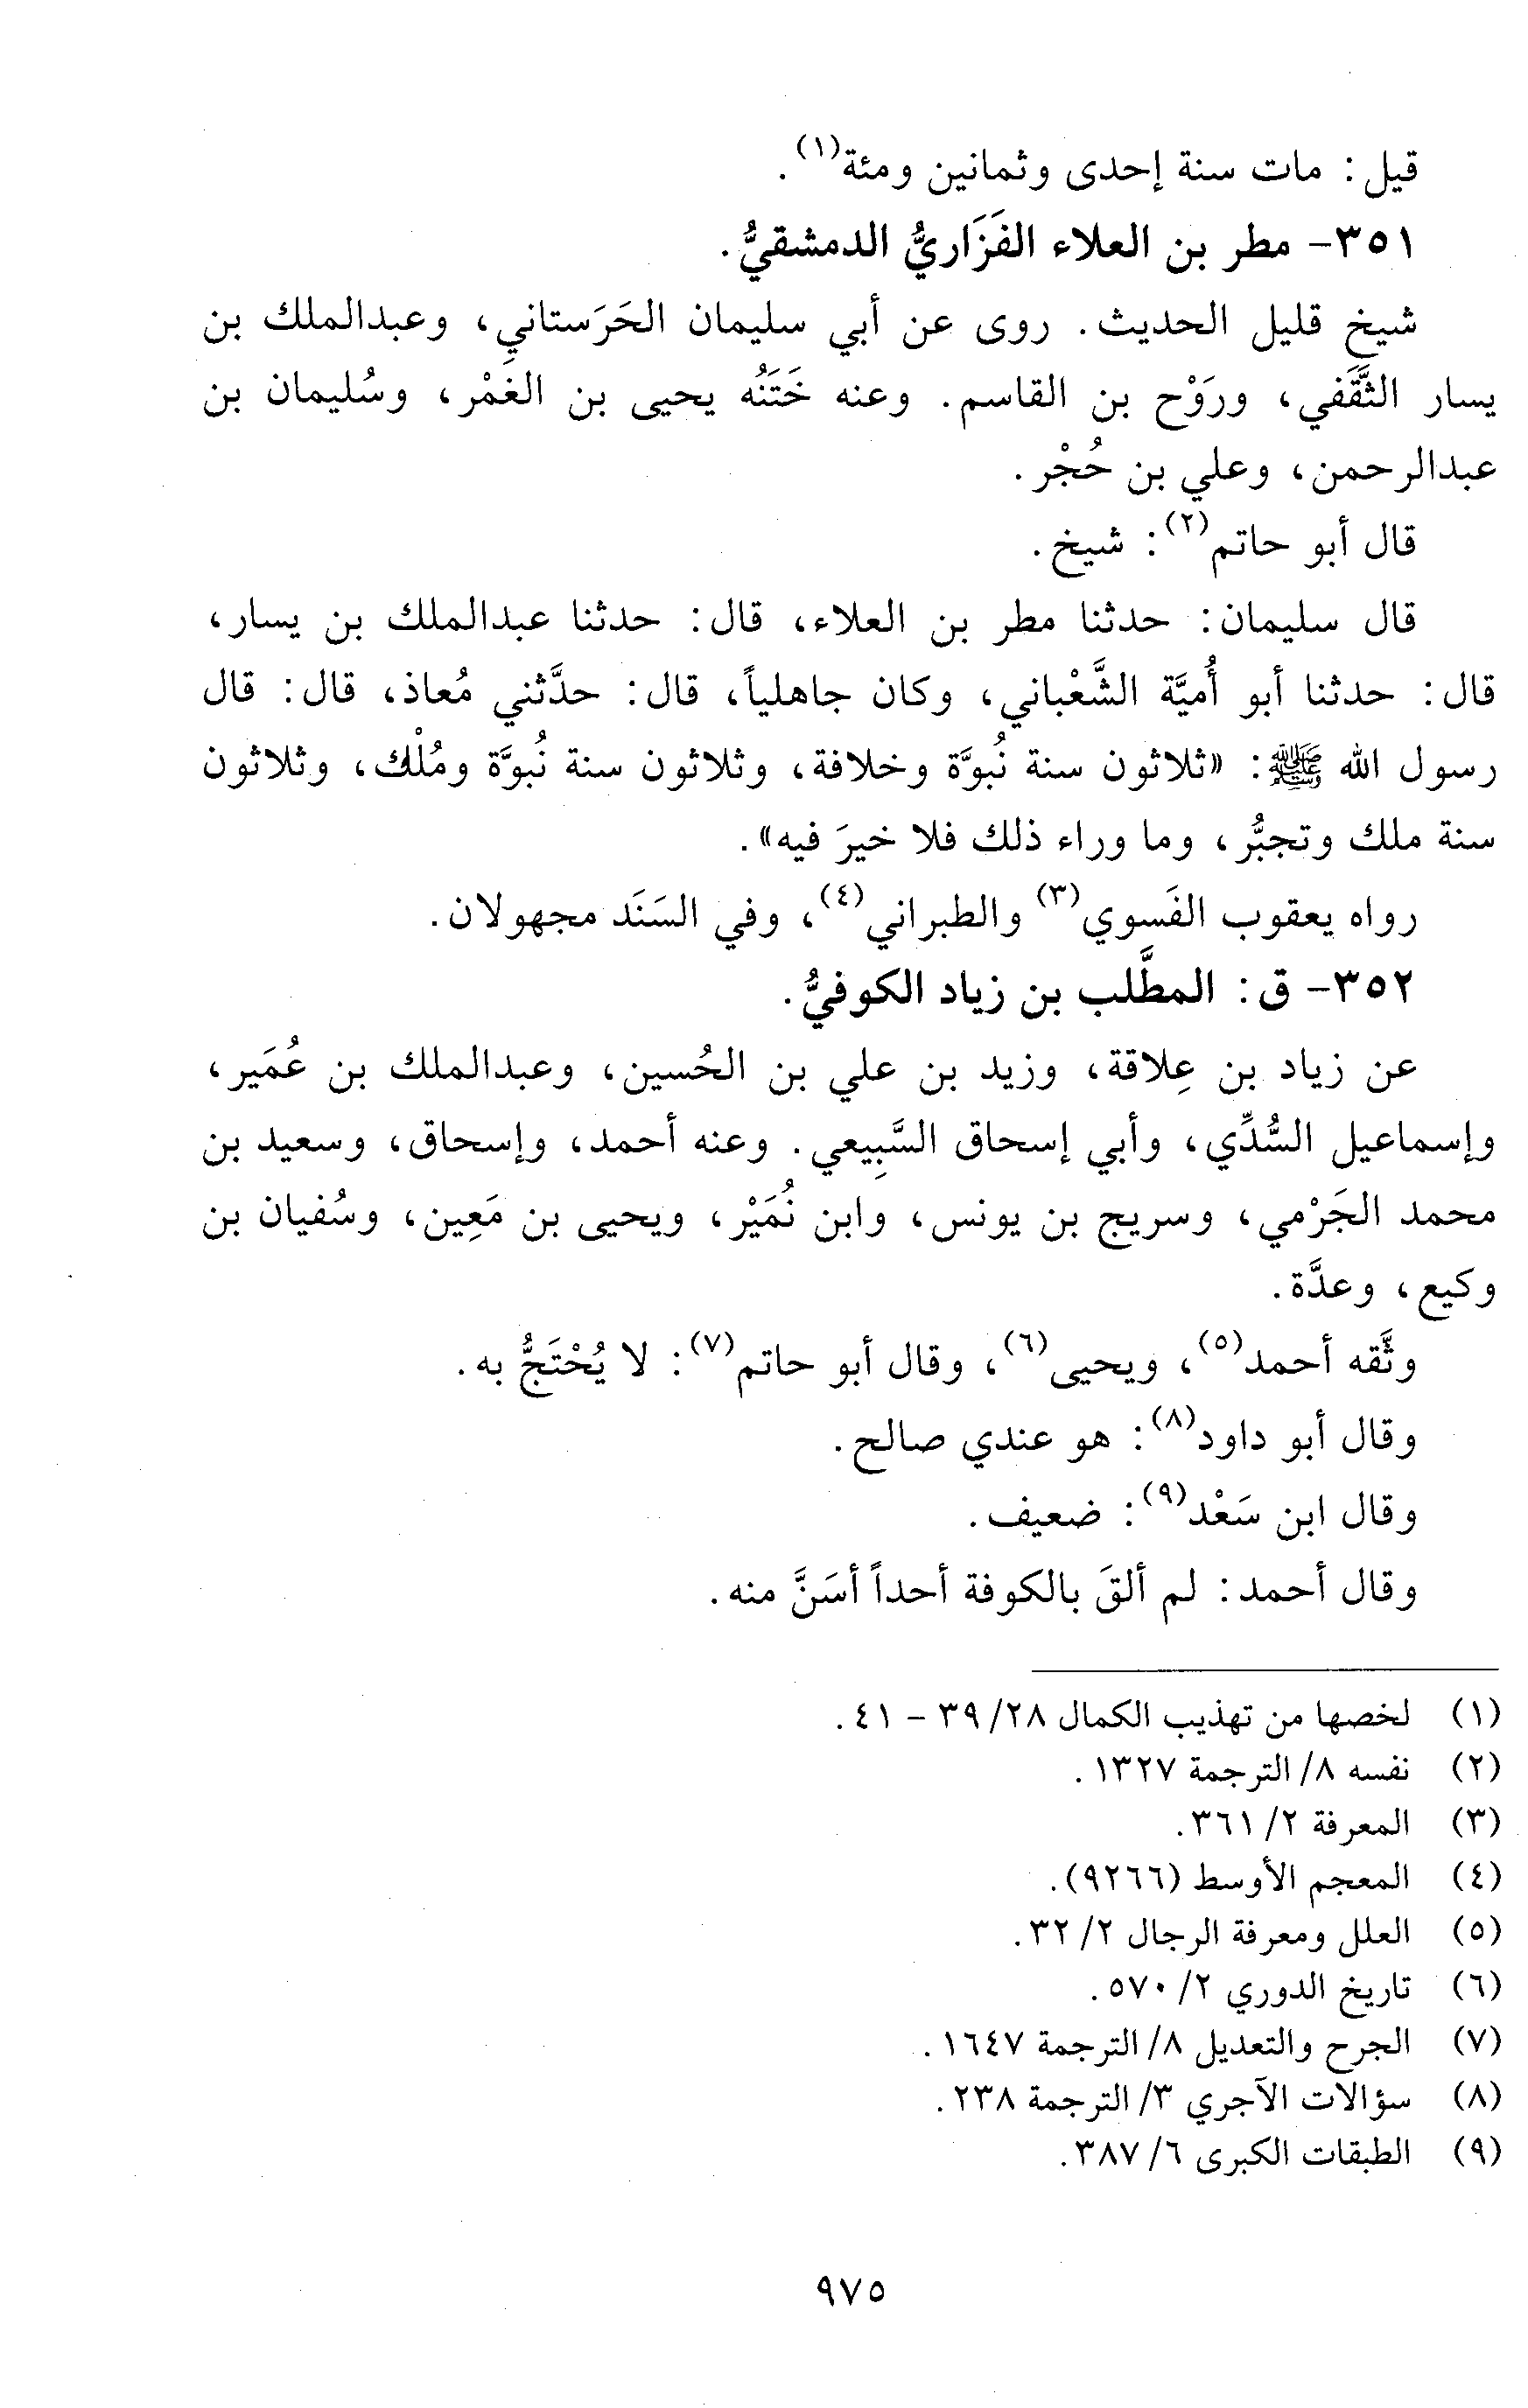 قيل: مات سنة إحدى وثمانين ومئة(١).
٣٥١- مطر بن العلاء الفَزَاريُّ الدمشقيُّ.
شيخ قليل الحديث. روى عن أبي سليمان الحَرَستاني، وعبدالملك بن
يسار الثَّقَفي، ورَوْح بن القاسم. وعنه خَتَنُه يحيى بن الغَمْر، وسُليمان بن
عبدالرحمن، وعلي بن حُجْر.
قال أبو حاتم(٢): شيخ.
قال سليمان: حدثنا مطر بن العلاء، قال: حدثنا عبدالملك بن يسار،
قال: حدثنا أبو أُميَّة الشَّعْباني، وكان جاهلياً، قال: حدَّثني مُعاذ، قال: قال
رسول الله ﷺ: «ثلاثون سنة نُبوَّة وخلافة، وثلاثون سنة نُبوَّة ومُلْك، وثلاثون
سنة ملك وتجبُّر، وما وراء ذلك فلا خيرَ فيه».
رواه يعقوب الفَسوي(٣) والطبراني(٤)، وفي السَنَد مجهولان.
٣٥٢- ق: المطَّلب بن زياد الكوفيُّ.
عن زياد بن عِلاقة، وزيد بن علي بن الحُسين، وعبدالملك بن عُمَير،
وإسماعيل السُّدِّي، وأبي إسحاق السَّبِيعي. وعنه أحمد، وإسحاق، وسعيد بن
محمد الجَرْمي، وسريج بن يونس، وابن نُمَيْر، ويحيى بن مَعِين، وسُفيان بن
وكيع، وعدَّة.
وثَّقه أحمد(٥)، ويحيى(٦)، وقال أبو حاتم(٧): لا يُحْتَجُّ به.
وقال أبو داود(٨): هو عندي صالح.
وقال ابن سَعْد(٩): ضعيف.
وقال أحمد: لم ألقَ بالكوفة أحداً أسَنَّ منه.
(١) لخصها من تهذيب الكمال ٢٨/ ٣٩ - ٤١.
(٢) نفسه ٨/ الترجمة ١٣٢٧.
(٣) المعرفة ٢/ ٣٦١.
(٤) المعجم الأوسط (٩٢٦٦).
(٥) العلل ومعرفة الرجال ٢/ ٣٢.
(٦) تاريخ الدوري ٢/ ٥٧٠.
(٧) الجرح والتعديل ٨/ الترجمة ١٦٤٧.
(٨) سؤالات الآجري ٣/ الترجمة ٢٣٨.
(٩) الطبقات الكبرى ٦/ ٣٨٧.
٩٧٥